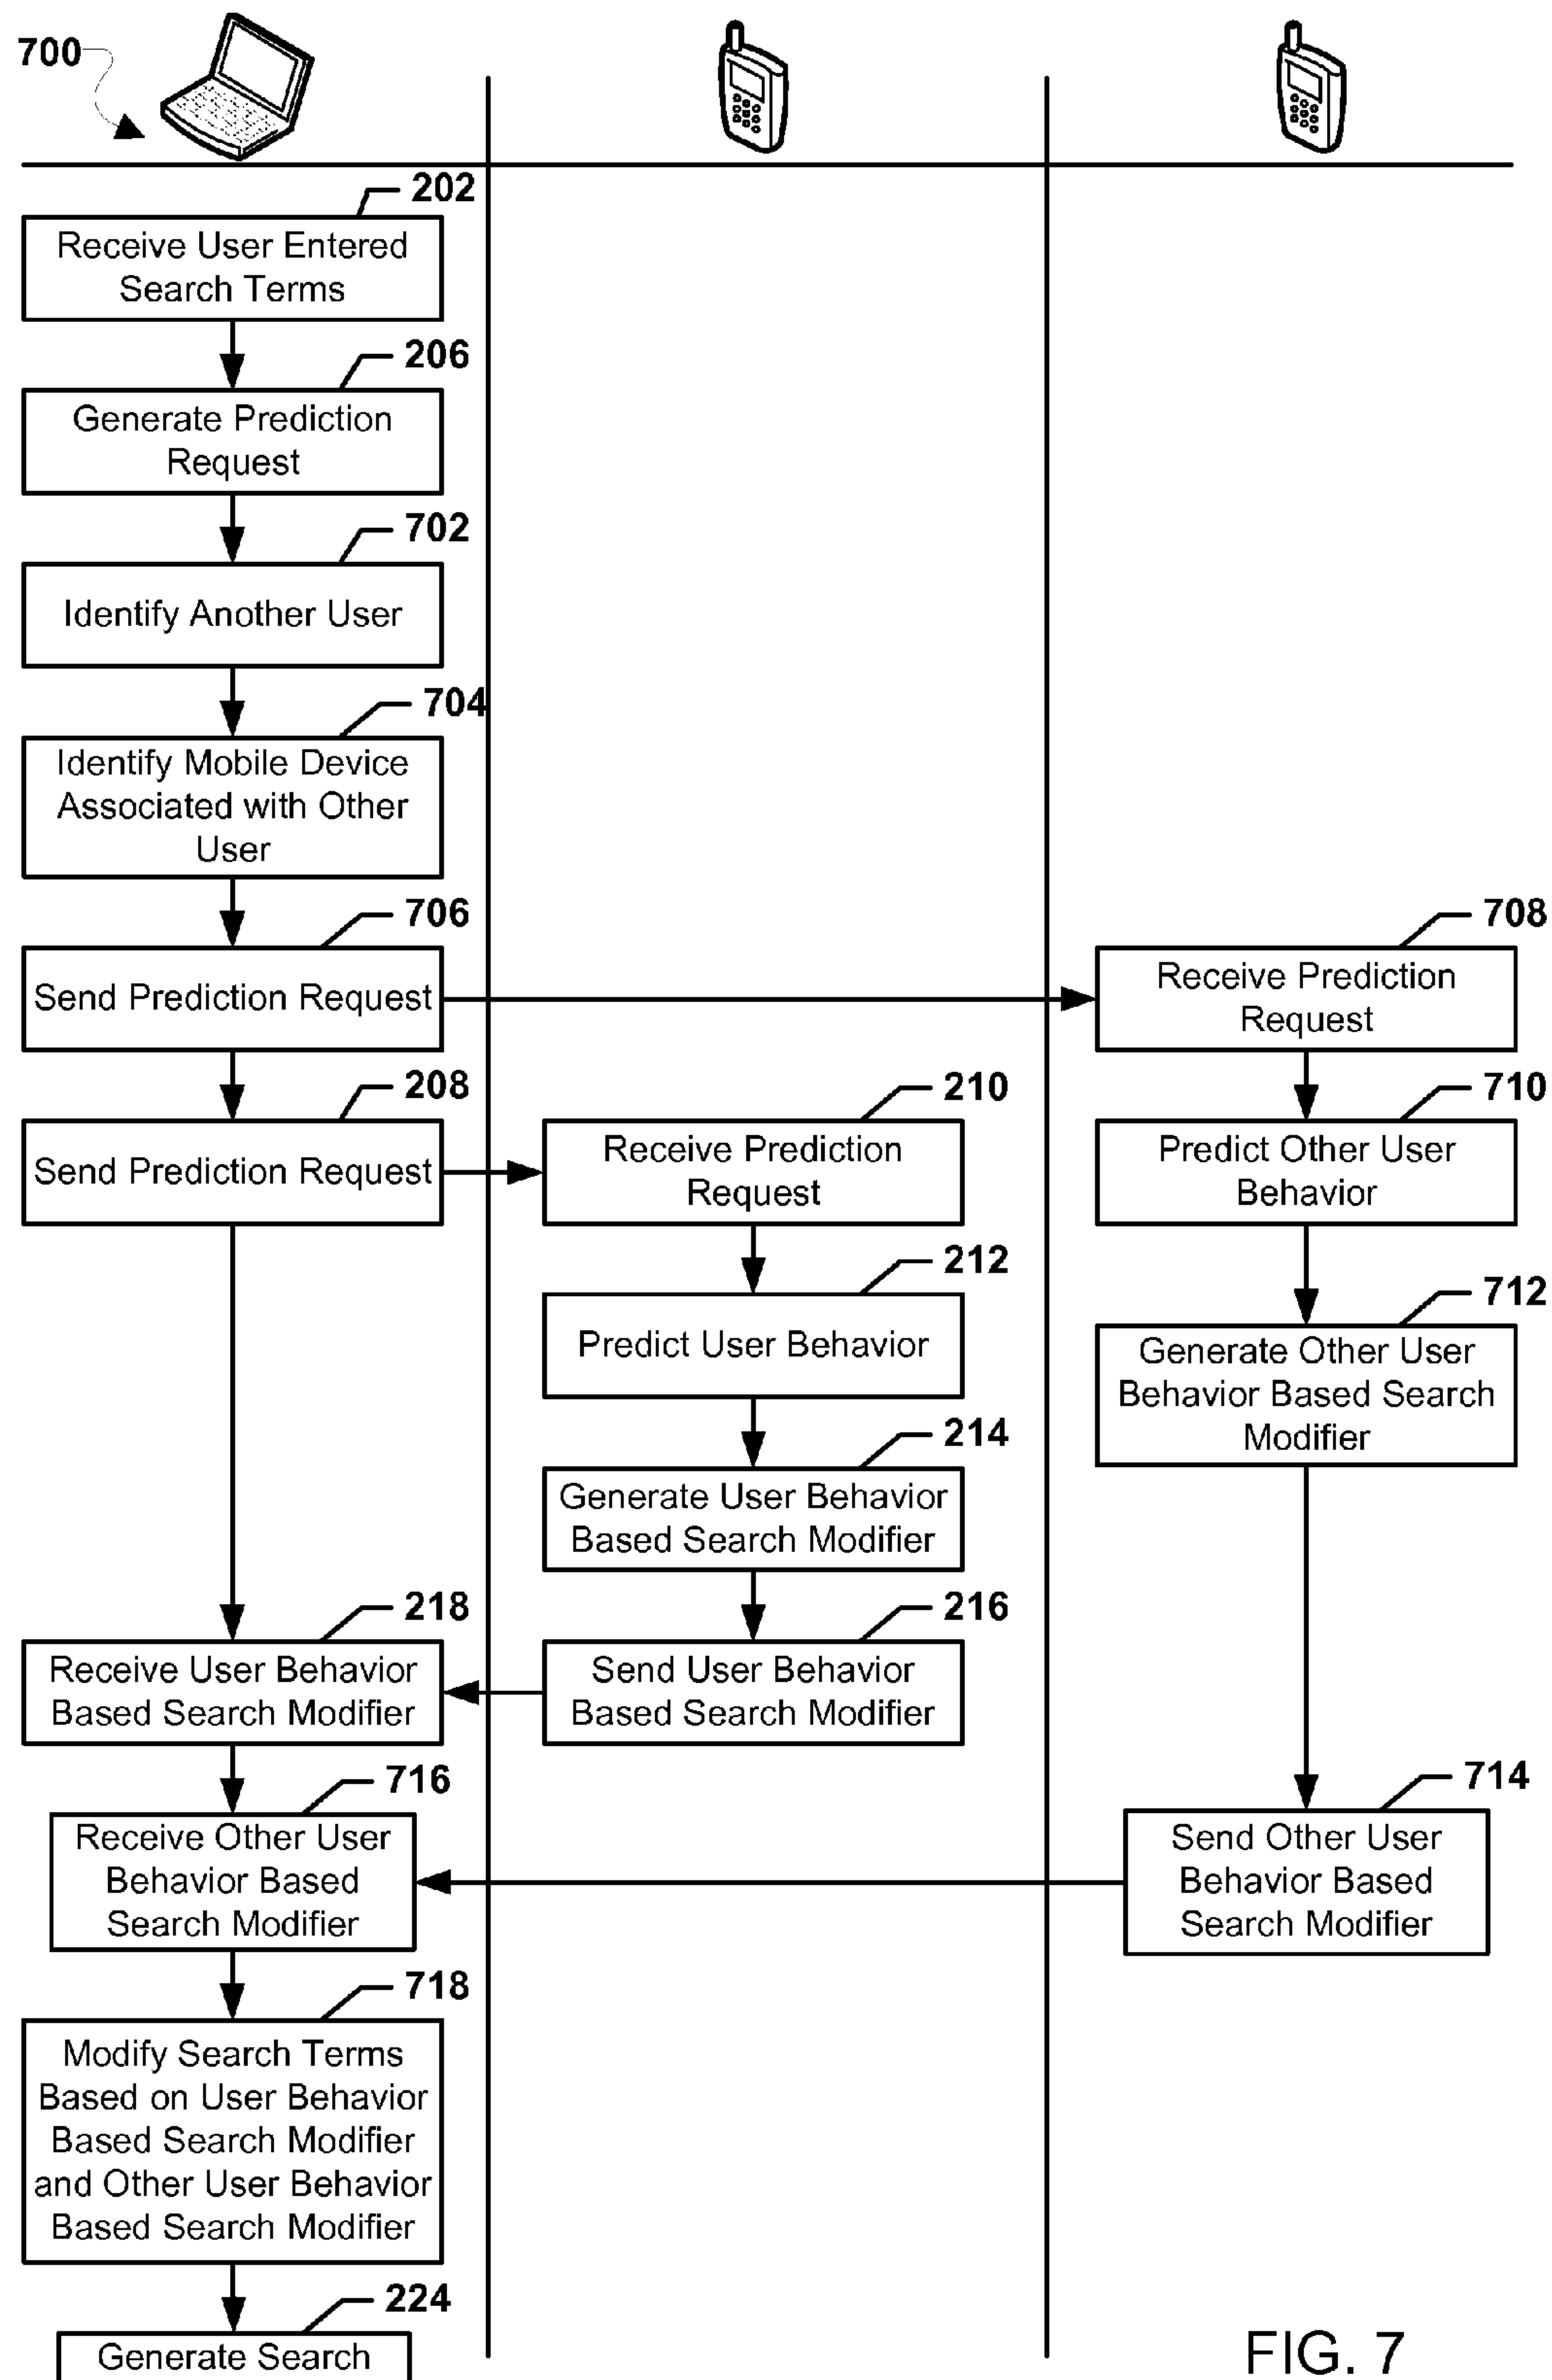 700
202
Receive User Entered
Search Terms
206
Generate Prediction
Request
702
Identify Another User
704
Identify Mobile Device
Associated with Other
User
706
Send Prediction Request
708
Receive Prediction
Request
208
Send Prediction Request
210
Receive Prediction
Request
710
Predict Other User
Behavior
212
Predict User Behavior
712
Generate Other User
Behavior Based Search
Modifier
214
Generate User Behavior
Based Search Modifier
218
Receive User Behavior
Based Search Modifier
216
Send User Behavior
Based Search Modifier
716
Receive Other User
Behavior Based
Search Modifier
714
Send Other User
Behavior Based
Search Modifier
718
Modify Search Terms
Based on User Behavior
Based Search Modifier
and Other User Behavior
Based Search Modifier
224
Generate Search
FIG. 7